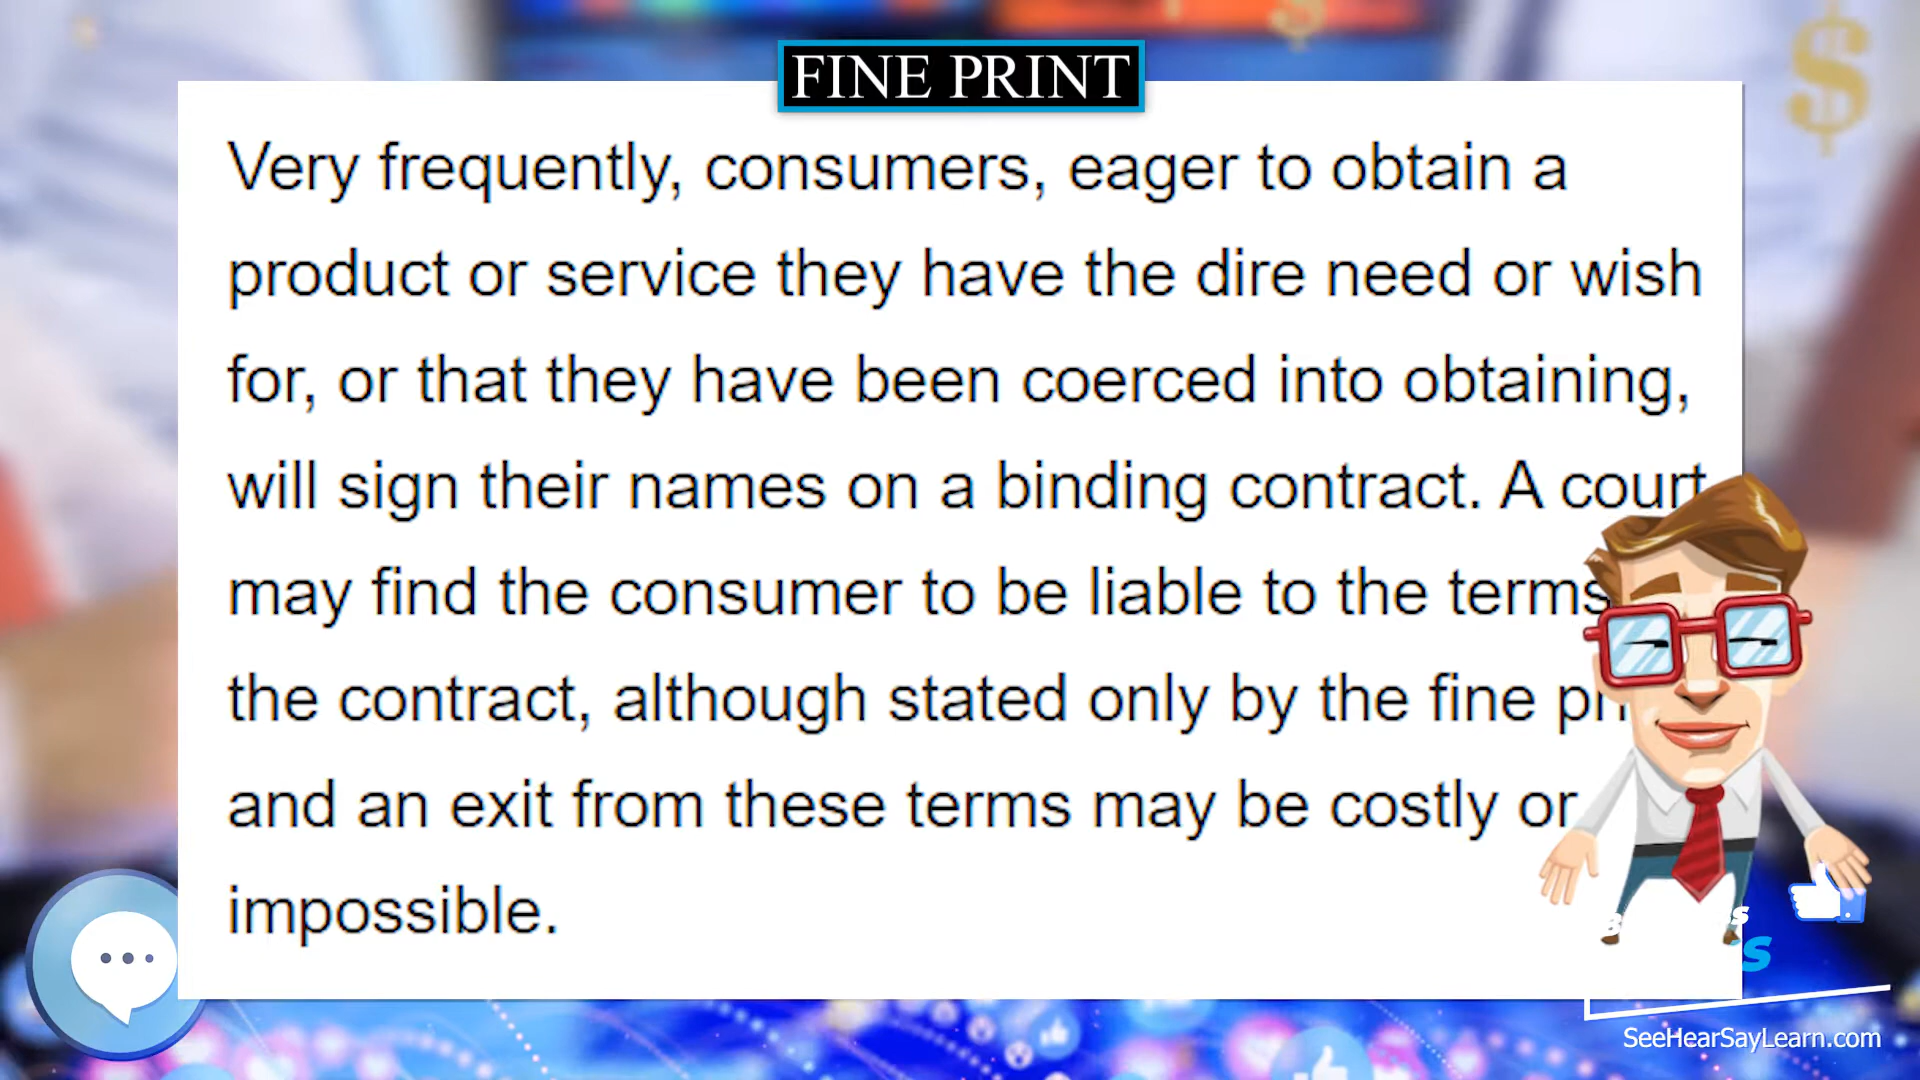 FINE PRINT
Very frequently, consumers, eager to obtain a
product or service they have the dire need or wish
for, or that they have been coerced into obtaining,
will sign their names on a binding contract. A court
may find the consumer to be liable to the terms
the contract, although stated only by the fine
and an exit from these terms may be costly or
impossible.
SeeHearSayLearn.com